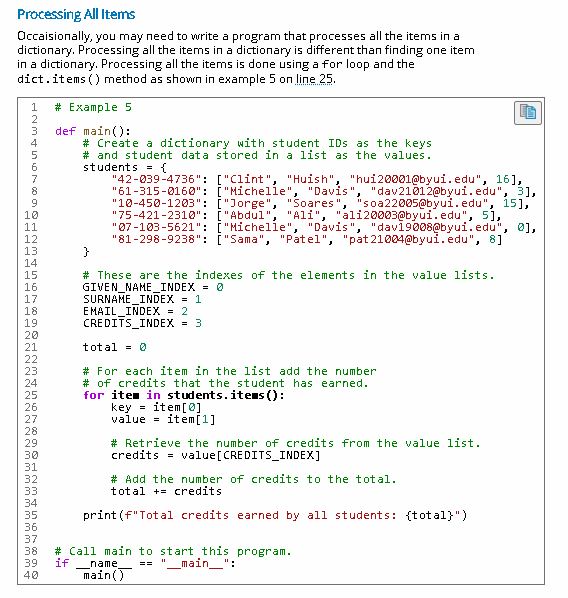 Processing All Items
Occaisionally, you may need to write a program that processes all the items in a
dictionary. Processing all the items in a dictionary is different than finding one item
in a dictionary. Processing all the items is done using a for loop and the
dict.items() method as shown in example 5 on line 25.
1 # Example 5
2
3 def main():
4     # Create a dictionary with student IDs as the keys
5     # and student data stored in a list as the values.
6     students = {
7         "42-039-4736": ["Clint", "Huish", "hui20001@byui.edu", 16],
8         "61-315-0160": ["Michelle", "Davis", "dav21012@byui.edu", 3],
9         "10-450-1203": ["Jorge", "Soares", "soa22005@byui.edu", 15],
10         "75-421-2310": ["Abdul", "Ali", "ali20003@byui.edu", 5],
11         "07-103-5621": ["Michelle", "Davis", "dav19008@byui.edu", 0],
12         "81-298-9238": ["Sama", "Patel", "pat21004@byui.edu", 8]
13     }
14
15     # These are the indexes of the elements in the value lists.
16     GIVEN_NAME_INDEX = 0
17     SURNAME_INDEX = 1
18     EMAIL_INDEX = 2
19     CREDITS_INDEX = 3
20
21     total = 0
22
23     # For each item in the list add the number
24     # of credits that the student has earned.
25     for item in students.items():
26         key = item[0]
27         value = item[1]
28
29         # Retrieve the number of credits from the value list.
30         credits = value[CREDITS_INDEX]
31
32         # Add the number of credits to the total.
33         total += credits
34
35     print(f"Total credits earned by all students: {total}")
36
37
38 # Call main to start this program.
39 if __name__ == "__main__":
40     main()